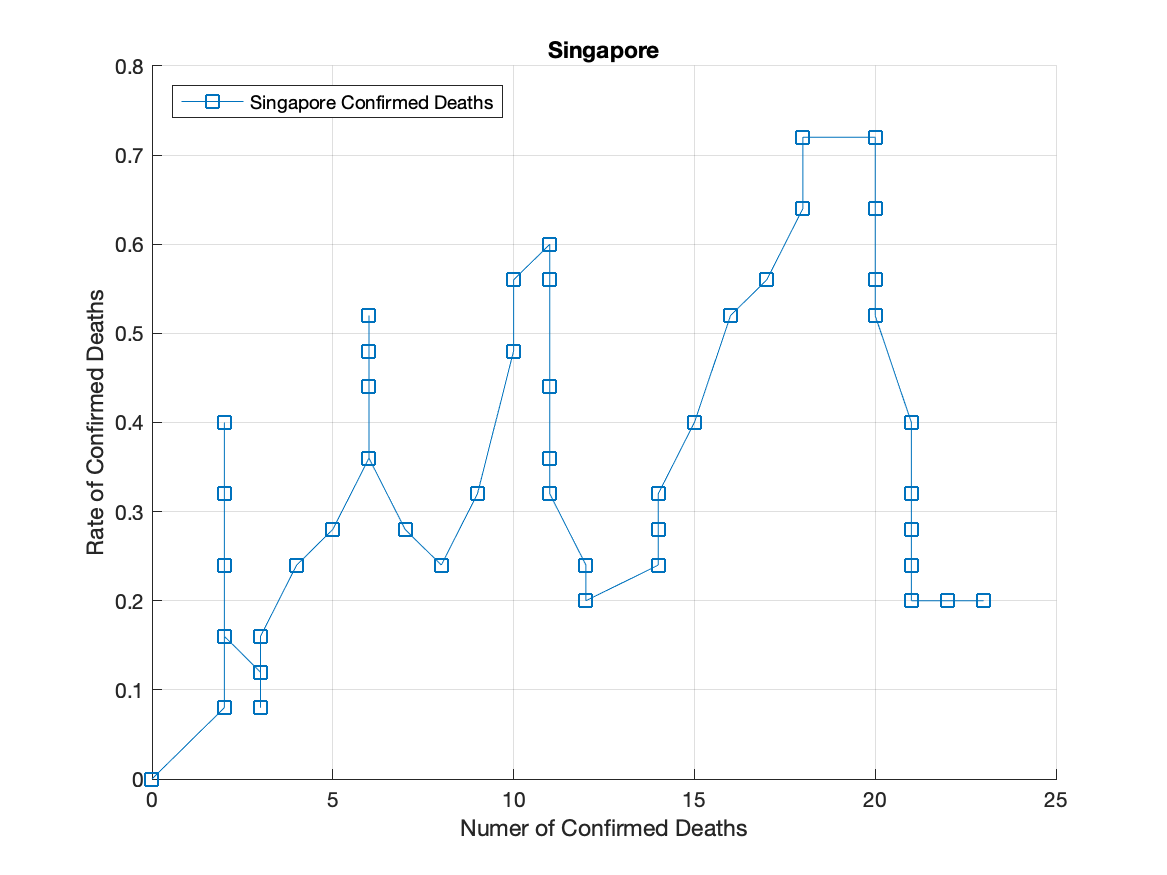 Singapore
Singapore Confirmed Deaths
Rate of Confirmed Deaths
0.8
0.7
0.6
0.5
0.4
0.3
0.2
0.1
0
0 5 10 15 20 25
Numer of Confirmed Deaths